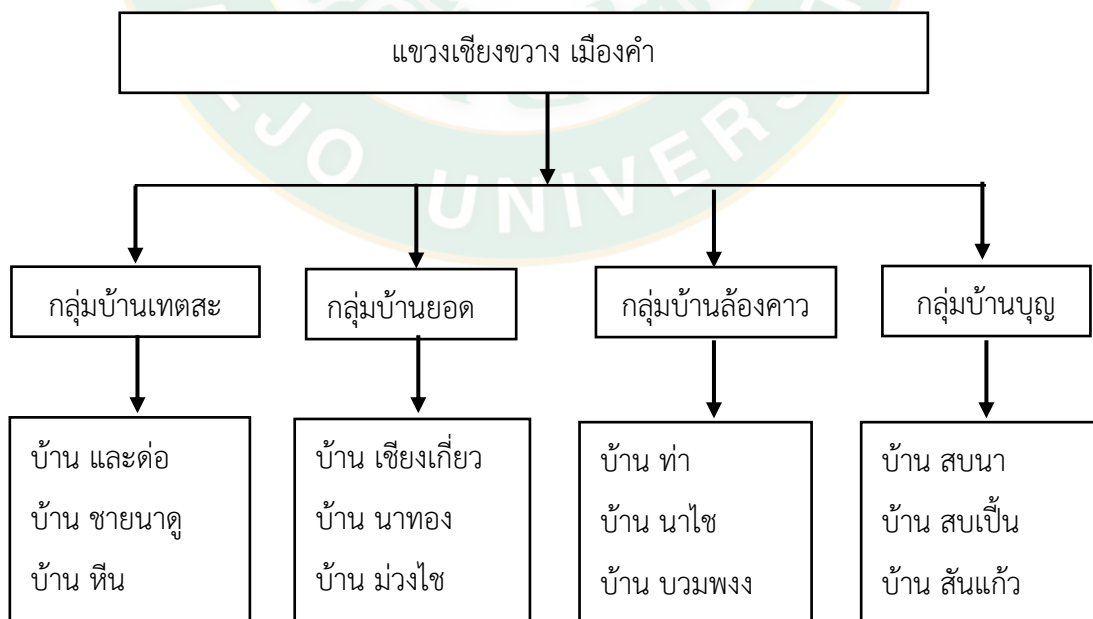 แขวงเชียงขวาง เมืองคำ
กลุ่มบ้านเทตสะ
กลุ่มบ้านยอด
กลุ่มบ้านล้องคาว
กลุ่มบ้านบุญ
บ้าน และด่อ
บ้าน ชายนาดู
บ้าน หีน
บ้าน เชียงเกี่ยว
บ้าน นาทอง
บ้าน ม่วงไช
บ้าน ท่า
บ้าน นาไช
บ้าน บวมพงง
บ้าน สบนา
บ้าน สบเปิ้น
บ้าน สันแก้ว
JO UNIVERS